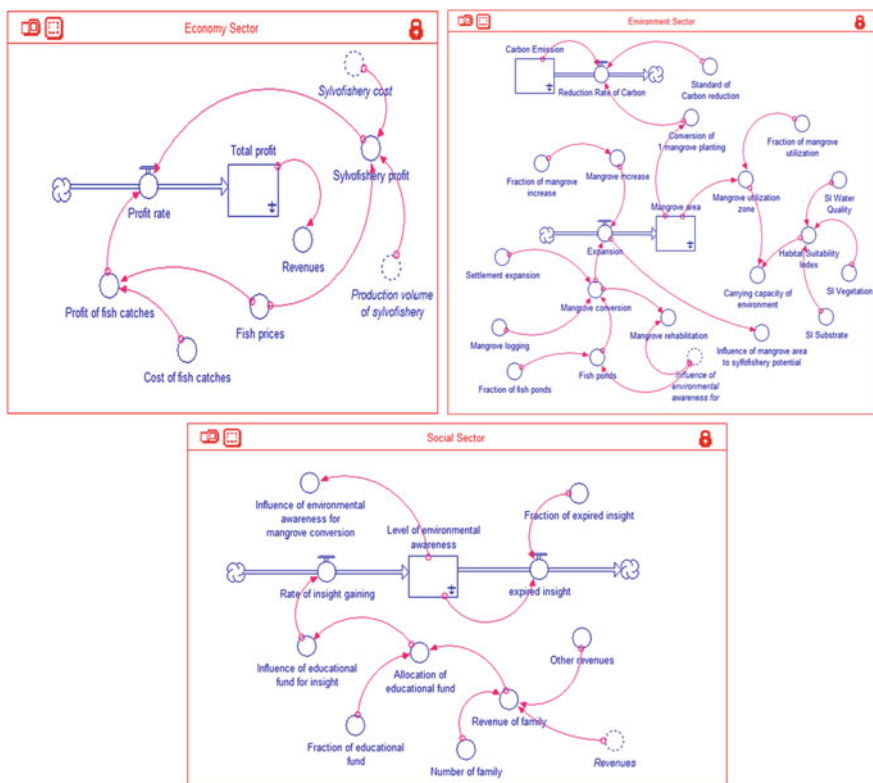 Economy Sector
Sylvofishery cost
Total profit
Sylvofishery profit
Profit rate
Revenues
Production volume
of sylvofishery
Profit of fish catches
Fish prices
Cost of fish catches
Environment Sector
Carbon Emission
Reduction Rate of Carbon
Standard of
Carbon reduction
Conversion of
1 mangrove planting
Fraction of mangrove
utilization
Fraction of mangrove
increase
Mangrove increase
Mangrove area
Mangrove utilization
zone
SI Water
Quality
Expansion
Habitat Suitability
Index
Settlement expansion
Mangrove conversion
Carrying capacity of
environment
SI Vegetation
SI Substrate
Mangrove logging
Mangrove rehabilitation
Influence of mangrove area
to sylfofishery potential
Fish ponds
Fraction of fish ponds
Influence of
environmental
awareness for
Social Sector
Influence of environmental
awareness for
mangrove conversion
Level of environmental
awareness
Fraction of expired insight
Rate of insight gaining
expired insight
Influence of educational
fund for insight
Allocation of
educational fund
Other revenues
Revenue of family
Fraction of educational
fund
Number of family
Revenues